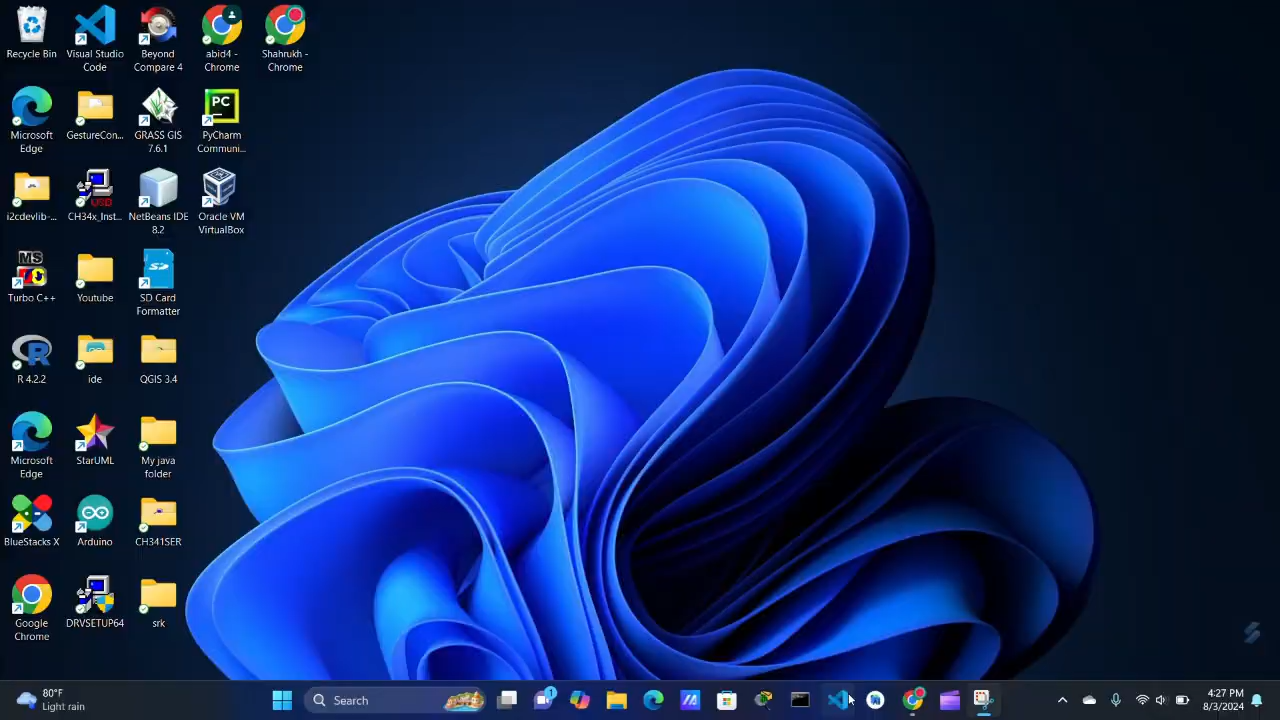 Recycle Bin
Visual Studio
Code
Beyond
Compare 4
abid4 -
Chrome
Shahrukh -
Chrome
Microsoft
Edge
GestureCon...
GRASS GIS
7.6.1
PC
PyCharm
Communi...
i2cdevlib-...
CH34x_Inst...
NetBeans IDE
8.2
Oracle VM
VirtualBox
MS
Turbo C++
Youtube
SD Card
Formatter
R 4.2.2
ide
QGIS 3.4
Microsoft
Edge
StarUML
My java
folder
BlueStacks X
Arduino
CH341SER
Google
Chrome
DRVSETUP64
srk
80°F
Light rain
Search
1
4:27 PM
8/3/2024